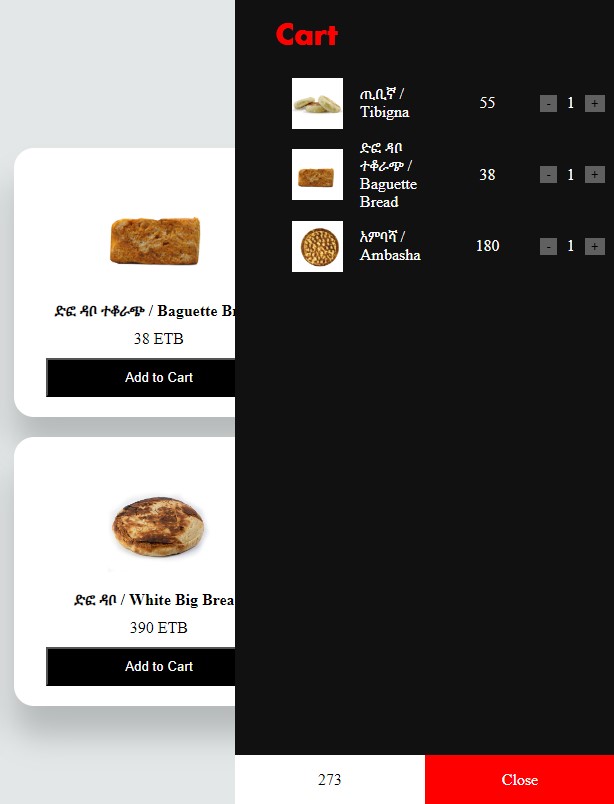 Cart
ጢቢኛ /
Tibigna
55
-
1
+
ድፎ ዳቦ
ተቆራጭ /
Baguette
Bread
38
-
1
+
አምባሻ /
Ambasha
180
-
1
+
ድፎ ዳቦ ተቆራጭ / Baguette Br
38 ETB
Add to Cart
ድፎ ዳቦ / White Big Brea
390 ETB
Add to Cart
273
Close